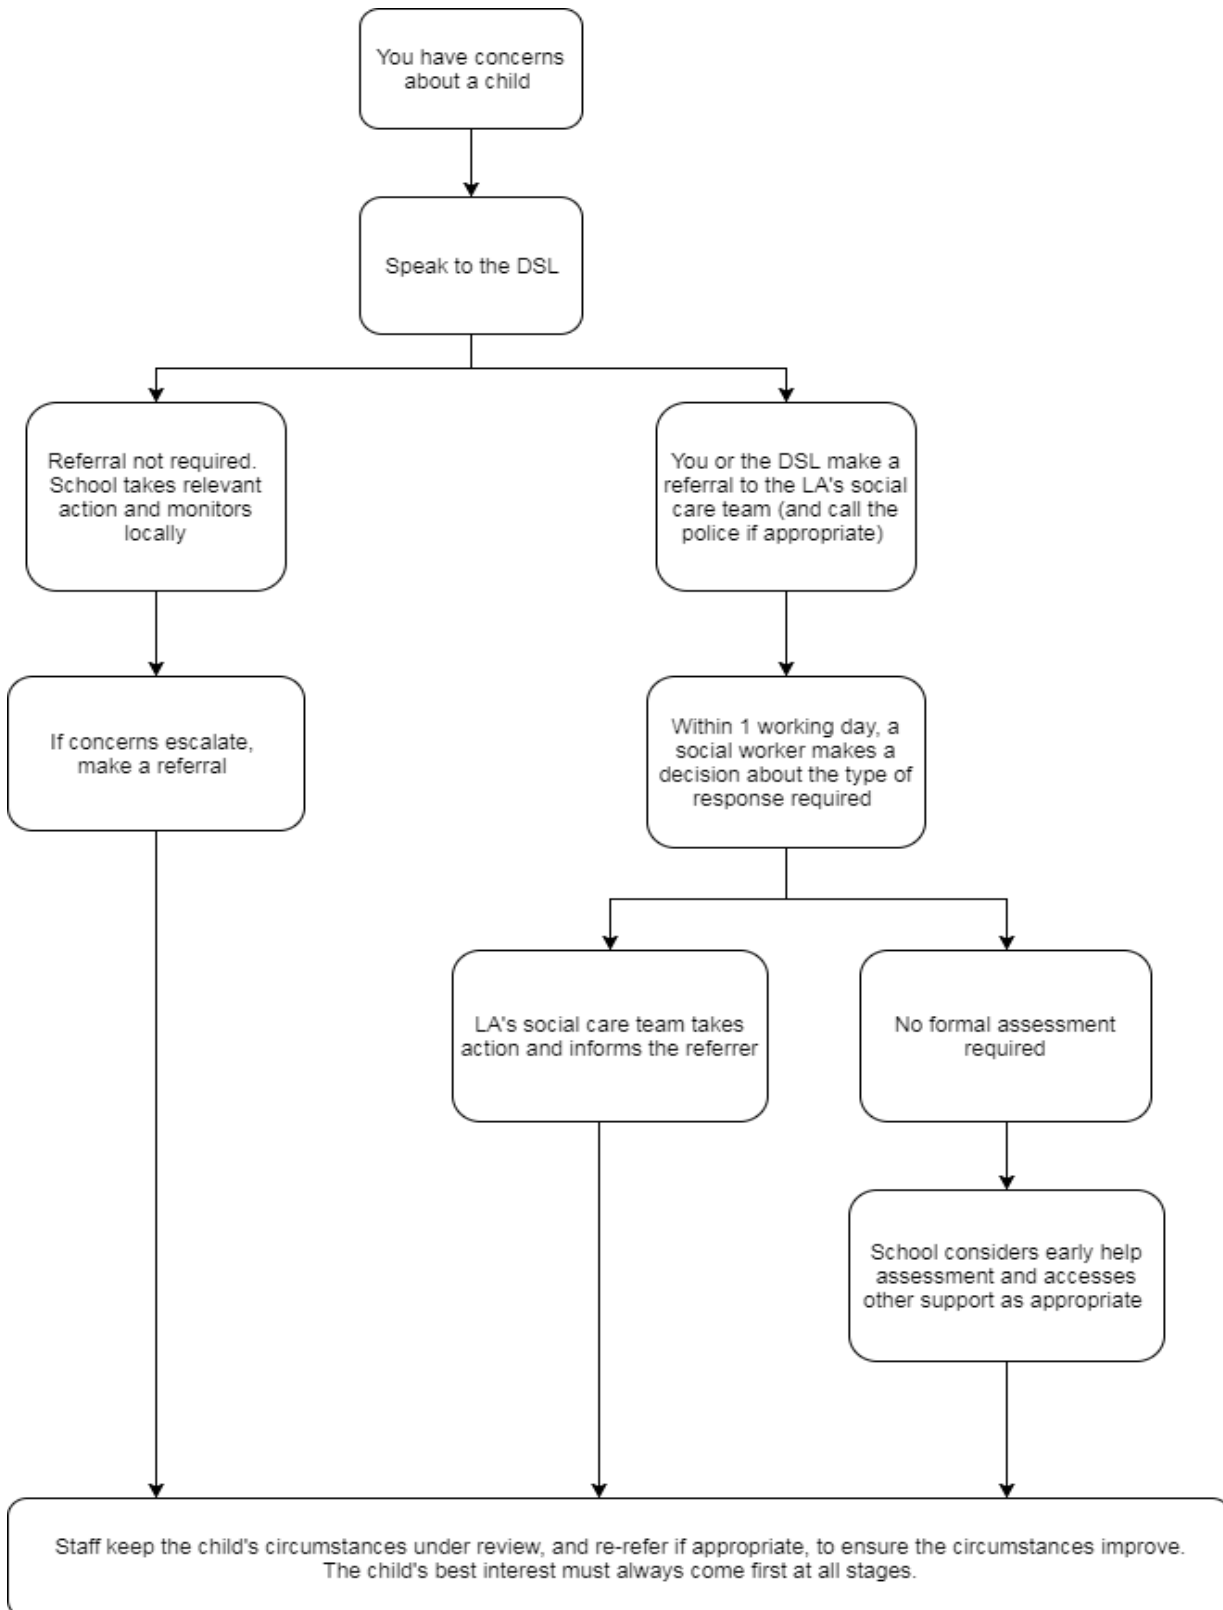 You have concerns
about a child
Speak to the DSL
Referral not required.
School takes relevant
action and monitors
locally
You or the DSL make a
referral to the LA's social
care team (and call the
police if appropriate)
If concerns escalate,
make a referral
Within 1 working day, a
social worker makes a
decision about the type of
response required
LA's social care team takes
action and informs the referrer
No formal assessment
required
School considers early help
assessment and accesses
other support as appropriate
Staff keep the child's circumstances under review, and re-refer if appropriate, to ensure the circumstances improve.
The child's best interest must always come first at all stages.